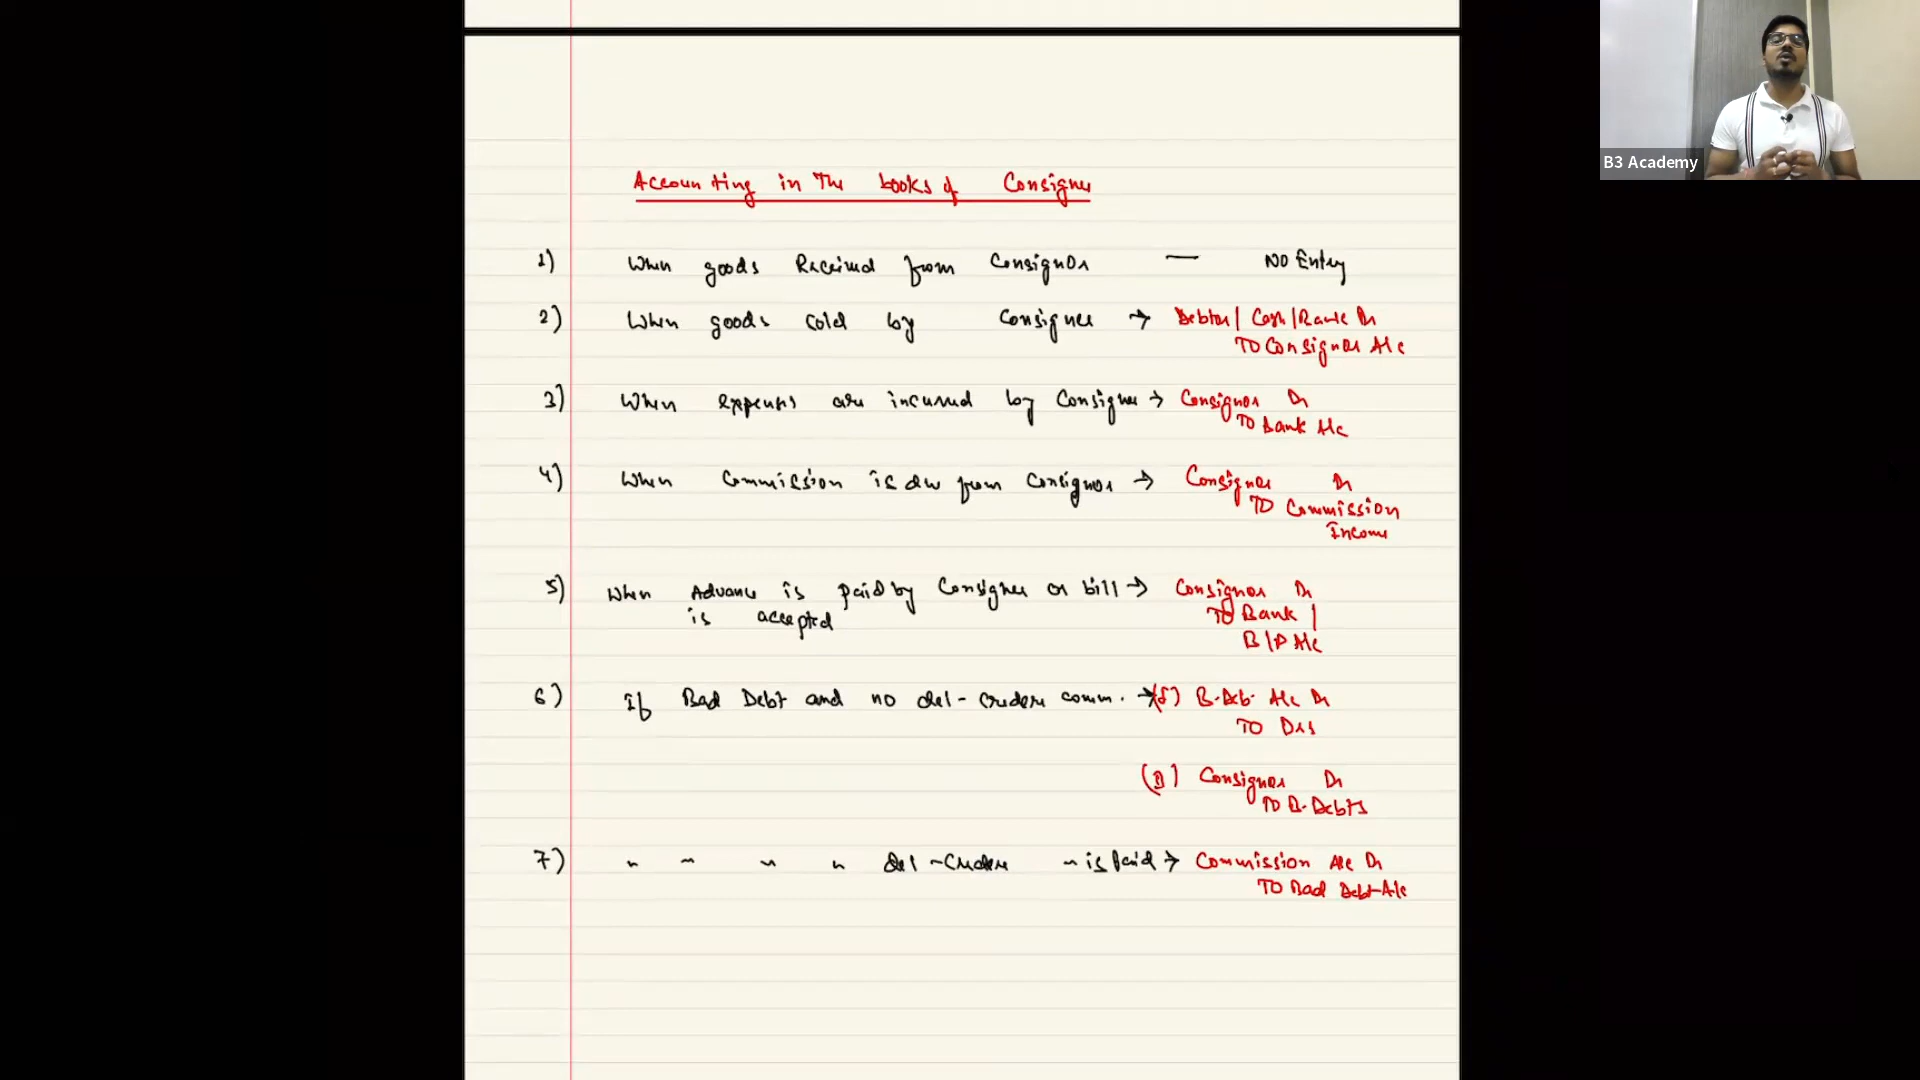 B3 Academy
Accounting in The books of Consignee
1) When goods Received from Consignor — NO Entry
2) When goods sold by Consignee → Debtor/ Cash/Bank Dr
TO Consignor A/c
3) When expenses are incurred by Consignee → Consignor Dr
TO Bank A/c
4) When Commission is due from Consignor → Consignor Dr
TO Commission
Income
5) When Advance is paid by Consignee or bill → Consignor Dr
is accepted TO Bank /
B/P A/c
6) If Bad Debt and no del-credere comm. → B.Deb. A/c Dr
TO Drs
Consignor Dr
TO B.Debts
7) " " " " del-credere " is paid → Commission A/c Dr
TO Bad Debt A/c